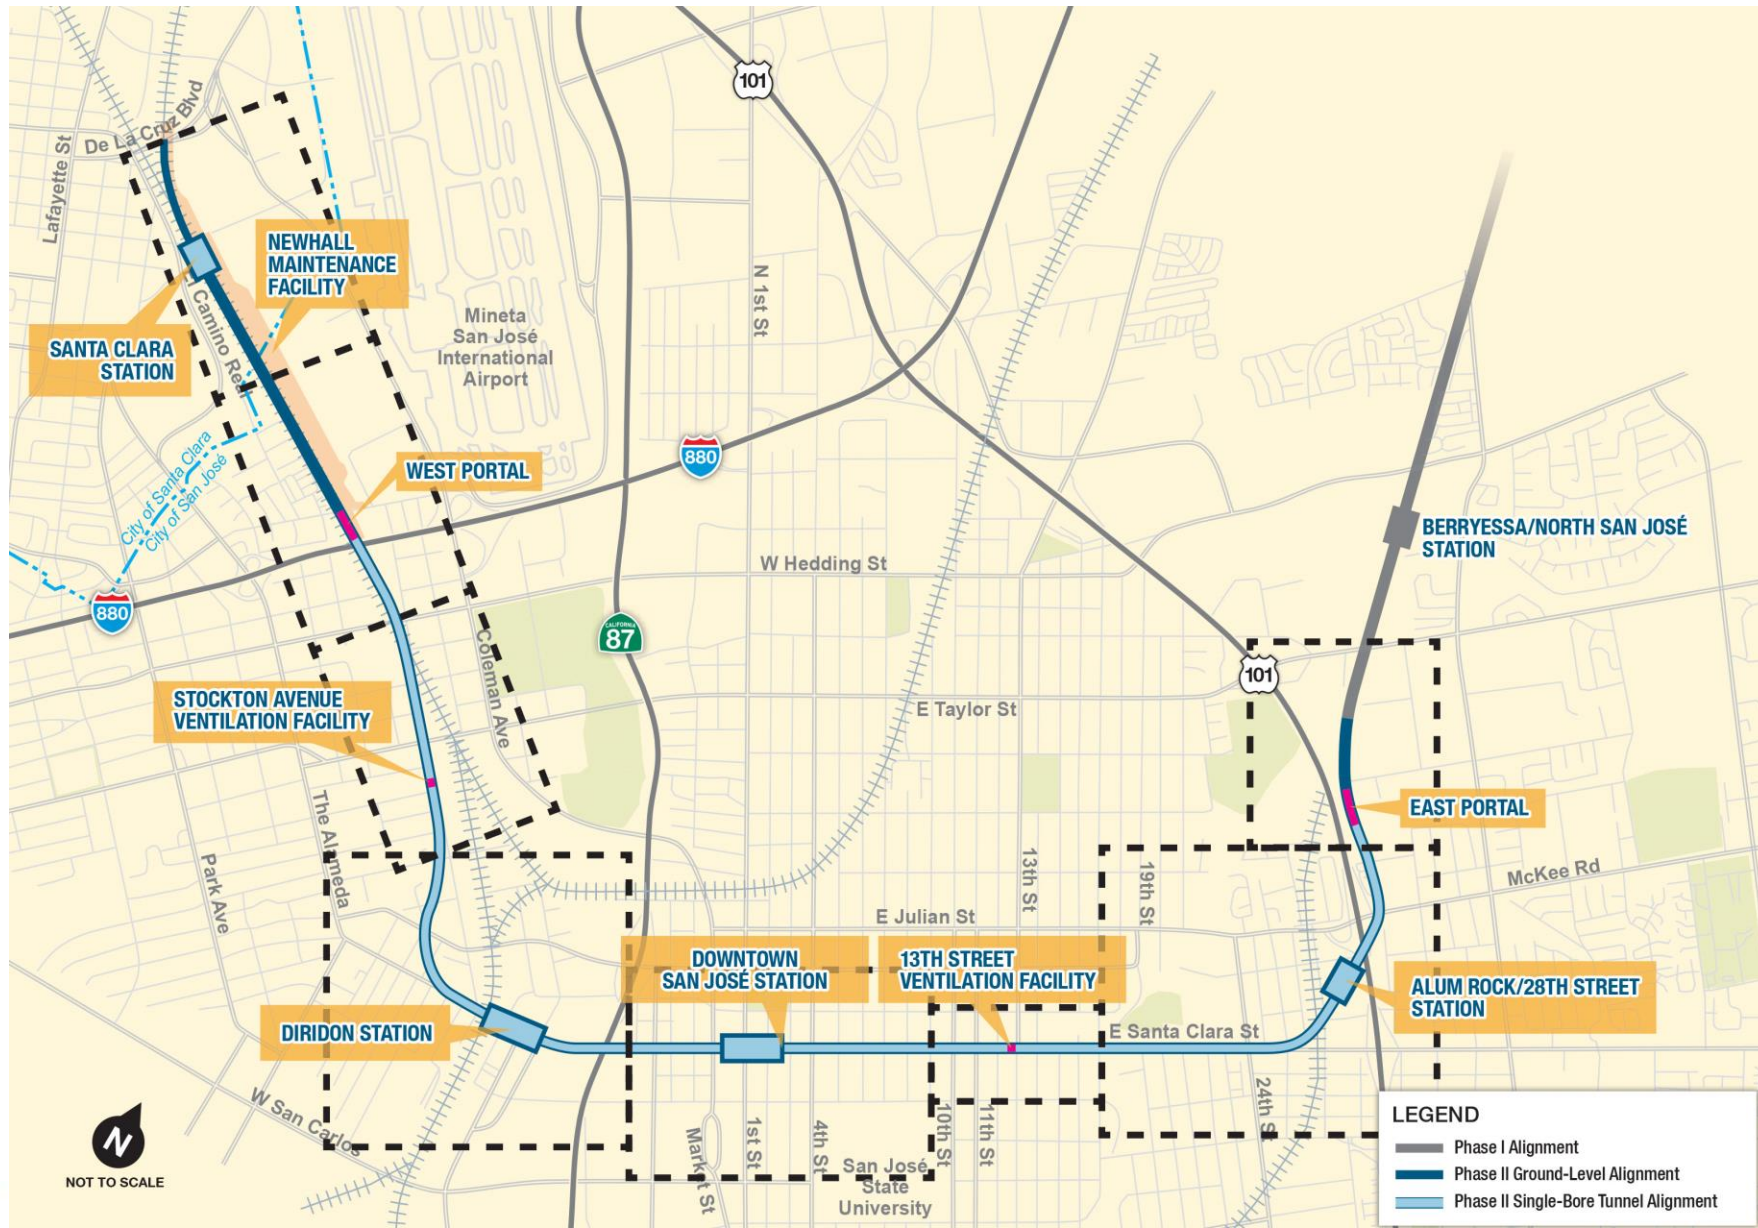 101
De La Cruz Blvd
Lafayette St
NEWHALL
MAINTENANCE
FACILITY
N 1st St
El Camino Real
Mineta
San José
International
Airport
SANTA CLARA
STATION
City of Santa Clara
City of San José
880
WEST PORTAL
BERRYESSA/NORTH SAN JOSÉ
STATION
W Hedding St
880
CALIFORNIA
87
Coleman Ave
101
STOCKTON AVENUE
VENTILATION FACILITY
E Taylor St
EAST PORTAL
The Alameda
Park Ave
13th St
19th St
McKee Rd
E Julian St
DOWNTOWN
SAN JOSÉ STATION
13TH STREET
VENTILATION FACILITY
ALUM ROCK/28TH STREET
STATION
DIRIDON STATION
E Santa Clara St
W San Carlos
Market St
1st St
4th St
10th St
11th St
24th St
San José
State
University
N
NOT TO SCALE
LEGEND
Phase I Alignment
Phase II Ground-Level Alignment
Phase II Single-Bore Tunnel Alignment